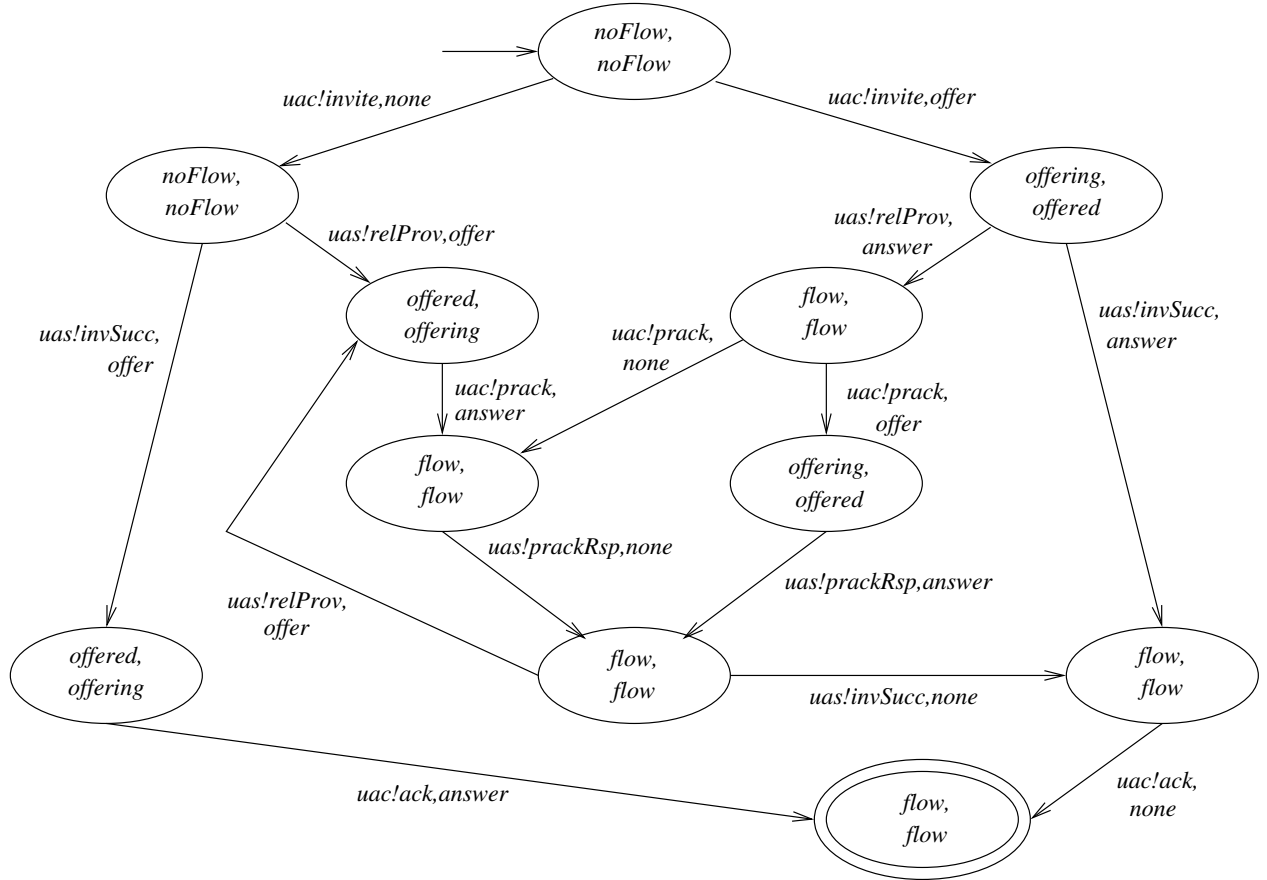 noFlow,
noFlow
uac!invite,none
uac!invite,offer
noFlow,
noFlow
offering,
offered
uas!relProv,offer
uas!relProv,
answer
offered,
offering
flow,
flow
uas!invSucc,
offer
uac!prack,
none
uas!invSucc,
answer
uac!prack,
answer
uac!prack,
offer
flow,
flow
offering,
offered
uas!prackRsp,none
uas!prackRsp,answer
uas!relProv,
offer
offered,
offering
flow,
flow
uas!invSucc,none
flow,
flow
uac!ack,answer
uac!ack,
none
flow,
flow